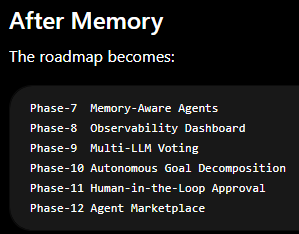 After Memory
The roadmap becomes:
Phase-7 Memory-Aware Agents
Phase-8 Observability Dashboard
Phase-9 Multi-LLM Voting
Phase-10 Autonomous Goal Decomposition
Phase-11 Human-in-the-Loop Approval
Phase-12 Agent Marketplace